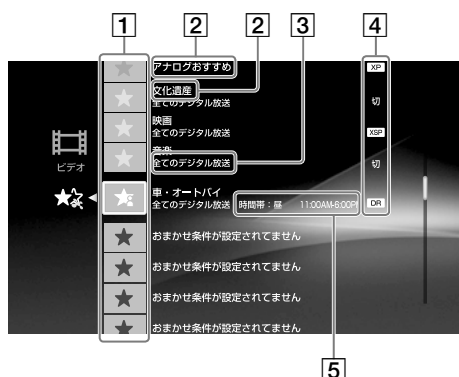 1 2 2 3 4
アナログおすすめ XP
文化遺産
全てのデジタル放送 切
映画
全てのデジタル放送 XSP
音楽
全てのデジタル放送 切
ビデオ
車・オートバイ
全てのデジタル放送 時間帯：昼 11:00AM-6:00PM DR
おまかせ条件が設定されてません
おまかせ条件が設定されてません
おまかせ条件が設定されてません
おまかせ条件が設定されてません
5